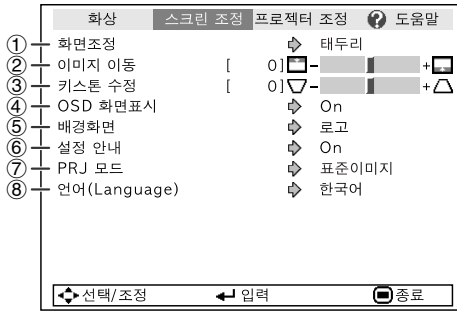 화상 스크린 조정 프로젝터 조정 ? 도움말
① 화면조정 태두리
② 이미지 이동 [ 0] - +
③ 키스톤 수정 [ 0] - +
④ OSD 화면표시 On
⑤ 배경화면 로고
⑥ 설정 안내 On
⑦ PRJ 모드 표준이미지
⑧ 언어(Language) 한국어
선택/조정 입력 종료